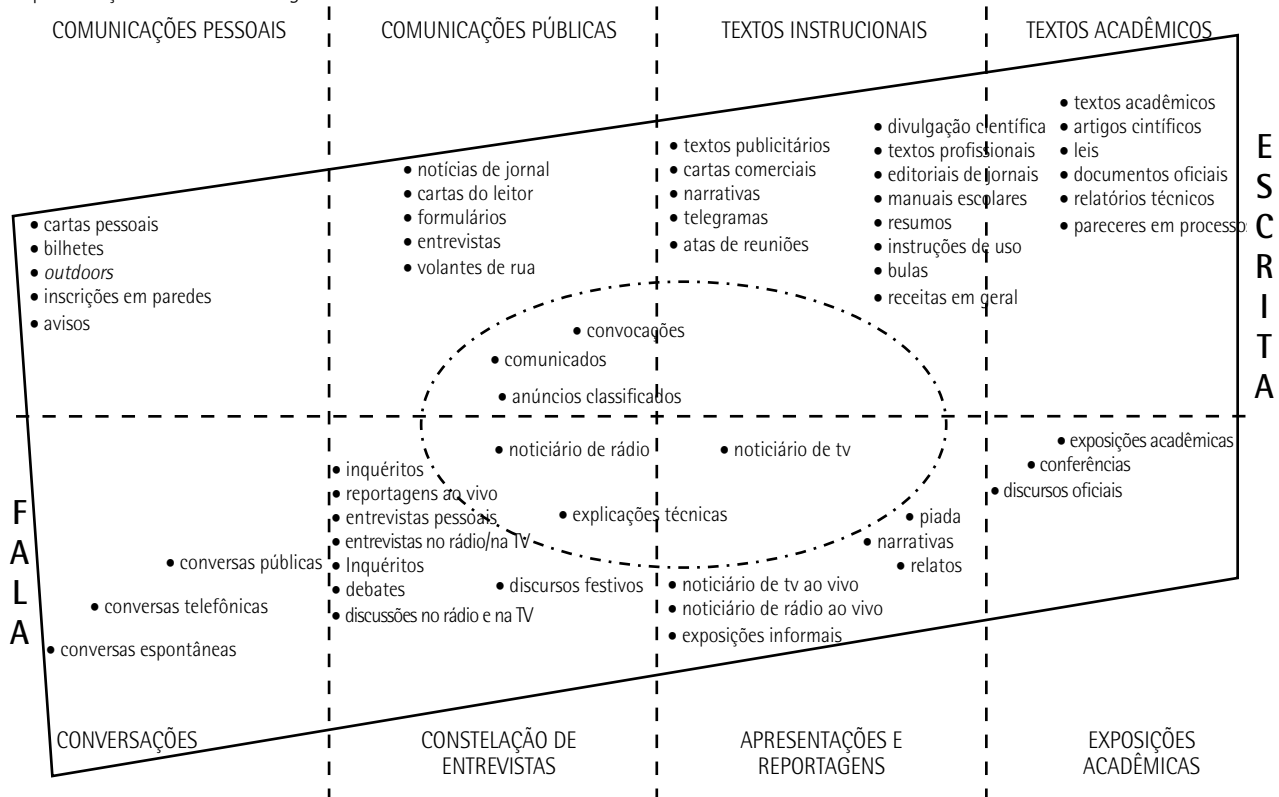 COMUNICAÇÕES PESSOAIS
COMUNICAÇÕES PÚBLICAS
TEXTOS INSTRUCIONAIS
TEXTOS ACADÊMICOS
• cartas pessoais
• bilhetes
• outdoors
• inscrições em paredes
• avisos
• notícias de jornal
• cartas do leitor
• formulários
• entrevistas
• volantes de rua
• textos publicitários
• cartas comerciais
• narrativas
• telegramas
• atas de reuniões
• divulgação científica
• textos profissionais
• editoriais de jornais
• manuais escolares
• resumos
• instruções de uso
• bulas
• receitas em geral
• textos acadêmicos
• artigos cintíficos
• leis
• documentos oficiais
• relatórios técnicos
• pareceres em processos
ESCRITA
• convocações
• comunicados
• anúncios classificados
• noticiário de rádio
• noticiário de tv
• explicações técnicas
FALA
• conversas públicas
• conversas telefônicas
• conversas espontâneas
• inquéritos
• reportagens ao vivo
• entrevistas pessoais
• entrevistas no rádio/na TV
• Inquéritos
• debates
• discussões no rádio e na TV
• discursos festivos
• noticiário de tv ao vivo
• noticiário de rádio ao vivo
• exposições informais
• piada
• narrativas
• relatos
• exposições acadêmicas
• conferências
• discursos oficiais
CONVERSAÇÕES
CONSTELAÇÃO DE
ENTREVISTAS
APRESENTAÇÕES E
REPORTAGENS
EXPOSIÇÕES
ACADÊMICAS